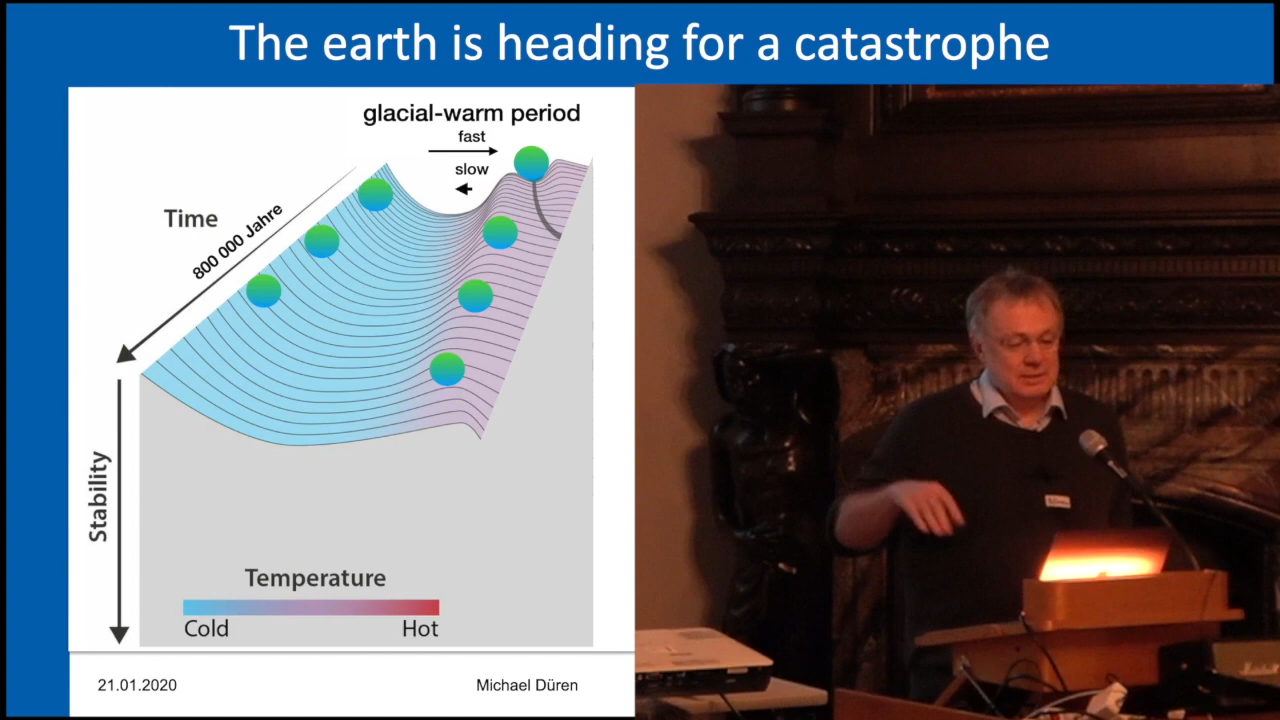 The earth is heading for a catastrophe
glacial-warm period
fast
slow
Time
800 000 Jahre
Stability
Temperature
Cold
Hot
21.01.2020
Michael Düren